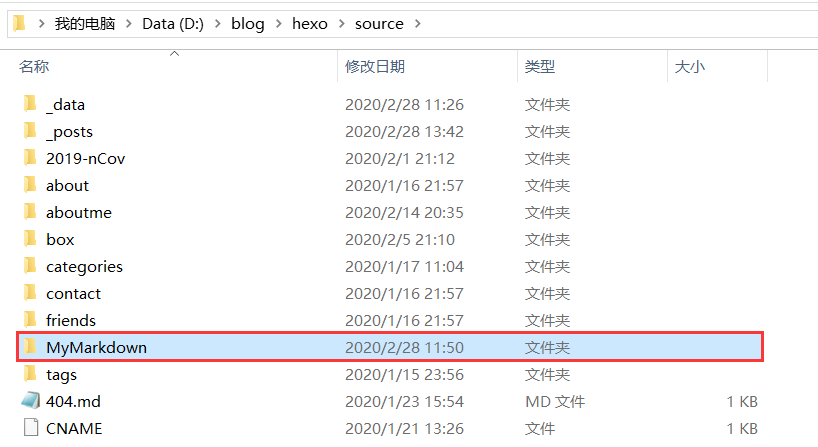 我的电脑 > Data (D:) > blog > hexo > source >
名称 修改日期 类型 大小
_data 2020/2/28 11:26 文件夹
_posts 2020/2/28 13:42 文件夹
2019-nCov 2020/2/1 21:12 文件夹
about 2020/1/16 21:57 文件夹
aboutme 2020/2/14 20:35 文件夹
box 2020/2/5 21:10 文件夹
categories 2020/1/17 11:04 文件夹
contact 2020/1/16 21:57 文件夹
friends 2020/1/16 21:57 文件夹
MyMarkdown 2020/2/28 11:50 文件夹
tags 2020/1/15 23:56 文件夹
404.md 2020/1/23 15:54 MD 文件 1 KB
CNAME 2020/1/21 13:26 文件 1 KB